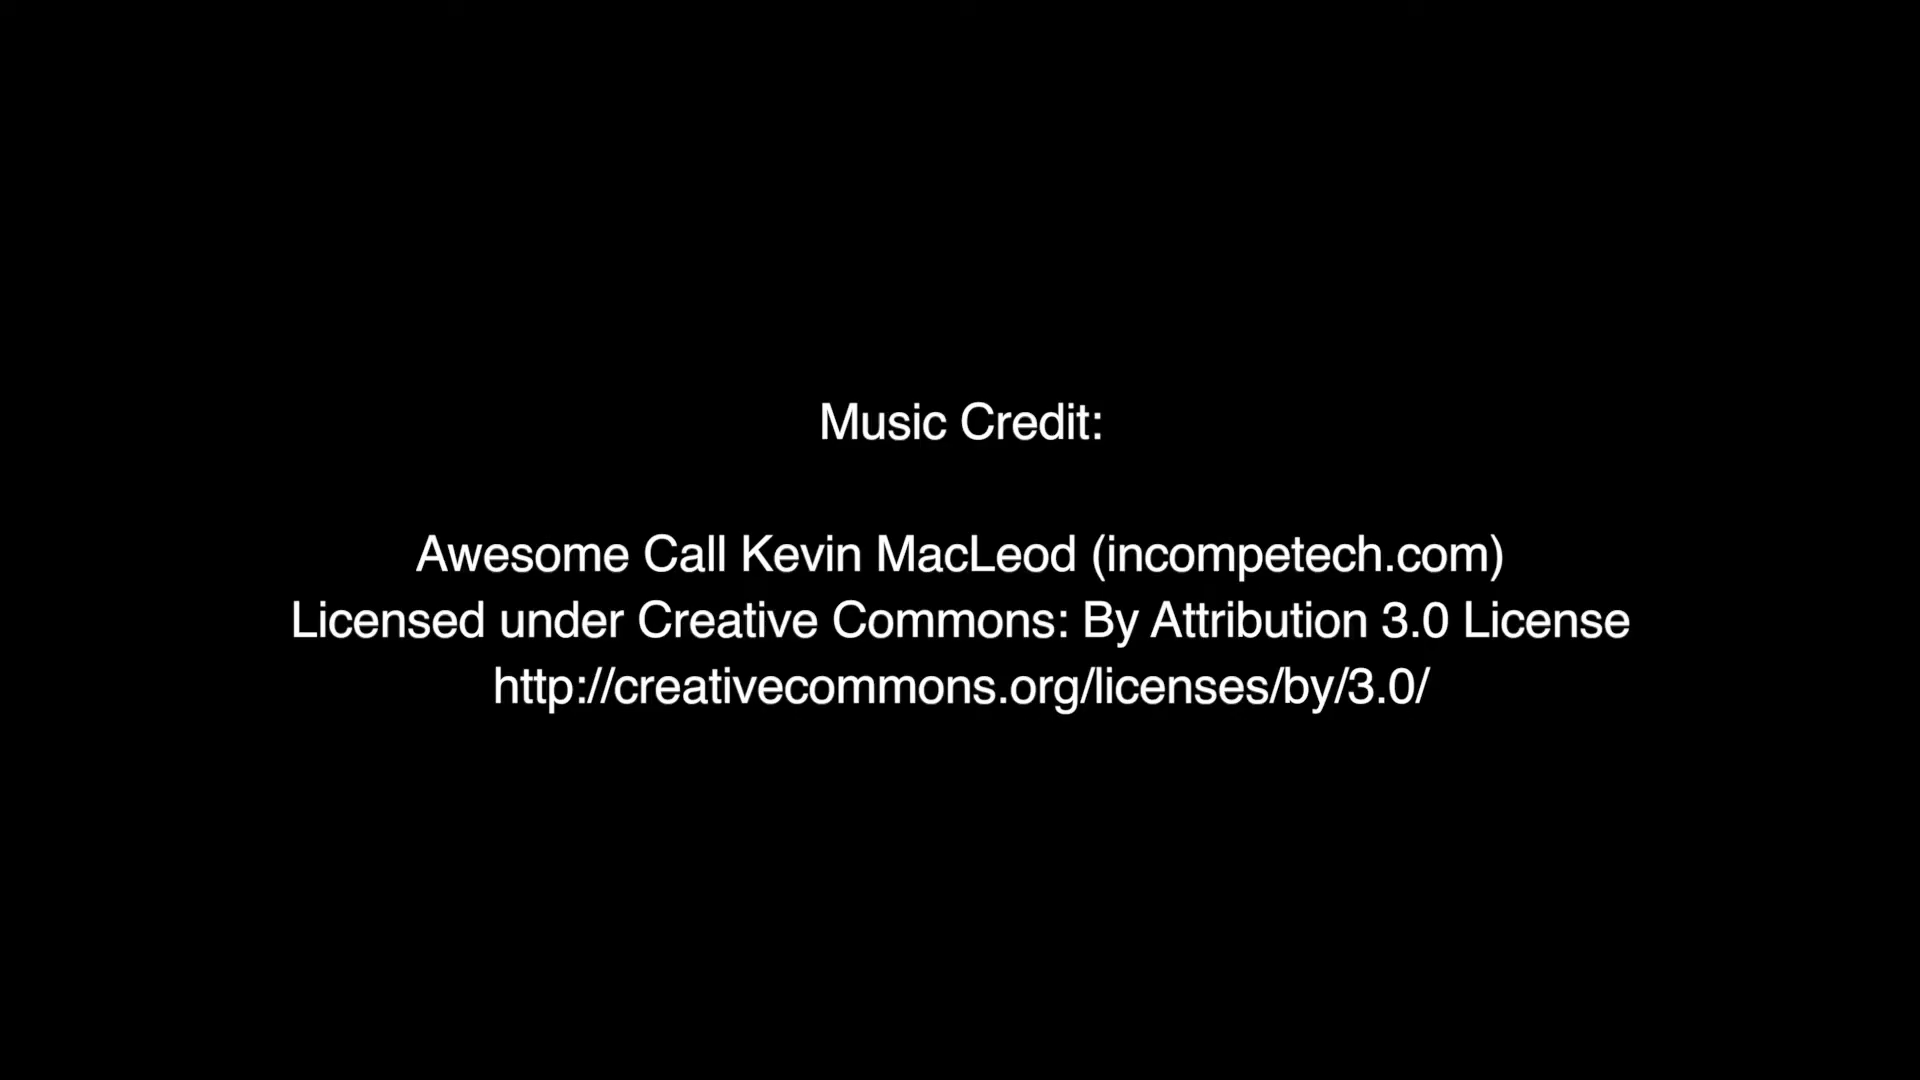 Music Credit:
Awesome Call Kevin MacLeod (incompetech.com)
Licensed under Creative Commons: By Attribution 3.0 License
http://creativecommons.org/licenses/by/3.0/